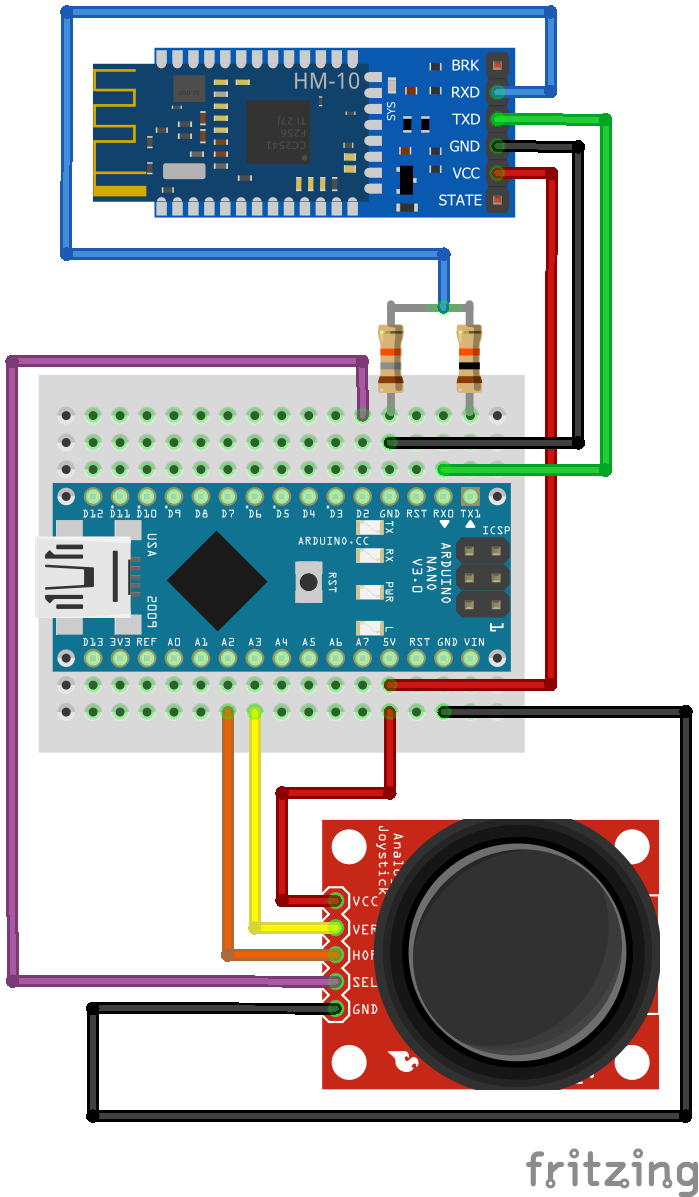 HM-10
BRK
RXD
TXD
GND
VCC
STATE
SYS
CC2541
F256
TI 27J
D12 D11 D10 D9 D8 D7 D6 D5 D4 D3 D2 GND RST RX0 TX1
ICSP
TX
RX
PWR
L
ARDUINO.CC
RST
ARDUINO
NANO
V3.0
USA
2009
1
D13 3V3 REF A0 A1 A2 A3 A4 A5 A6 A7 5V RST GND VIN
Joystick
VCC
VER
HOR
SEL
GND
fritzing